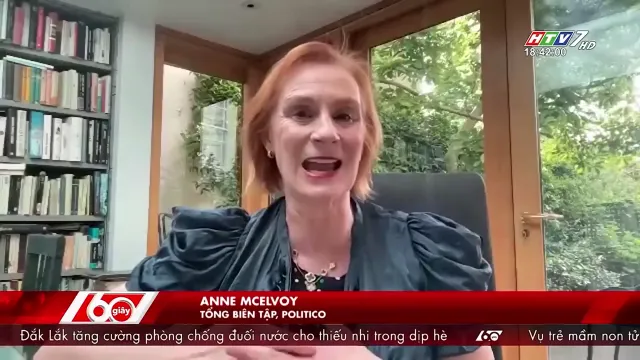 HTV7 HD
18:42:00
ANNE MCELVOY
TỔNG BIÊN TẬP, POLITICO
60 giây
Đắk Lắk tăng cường phòng chống đuối nước cho thiếu nhi trong dịp hè 60 Vụ trẻ mầm non tử